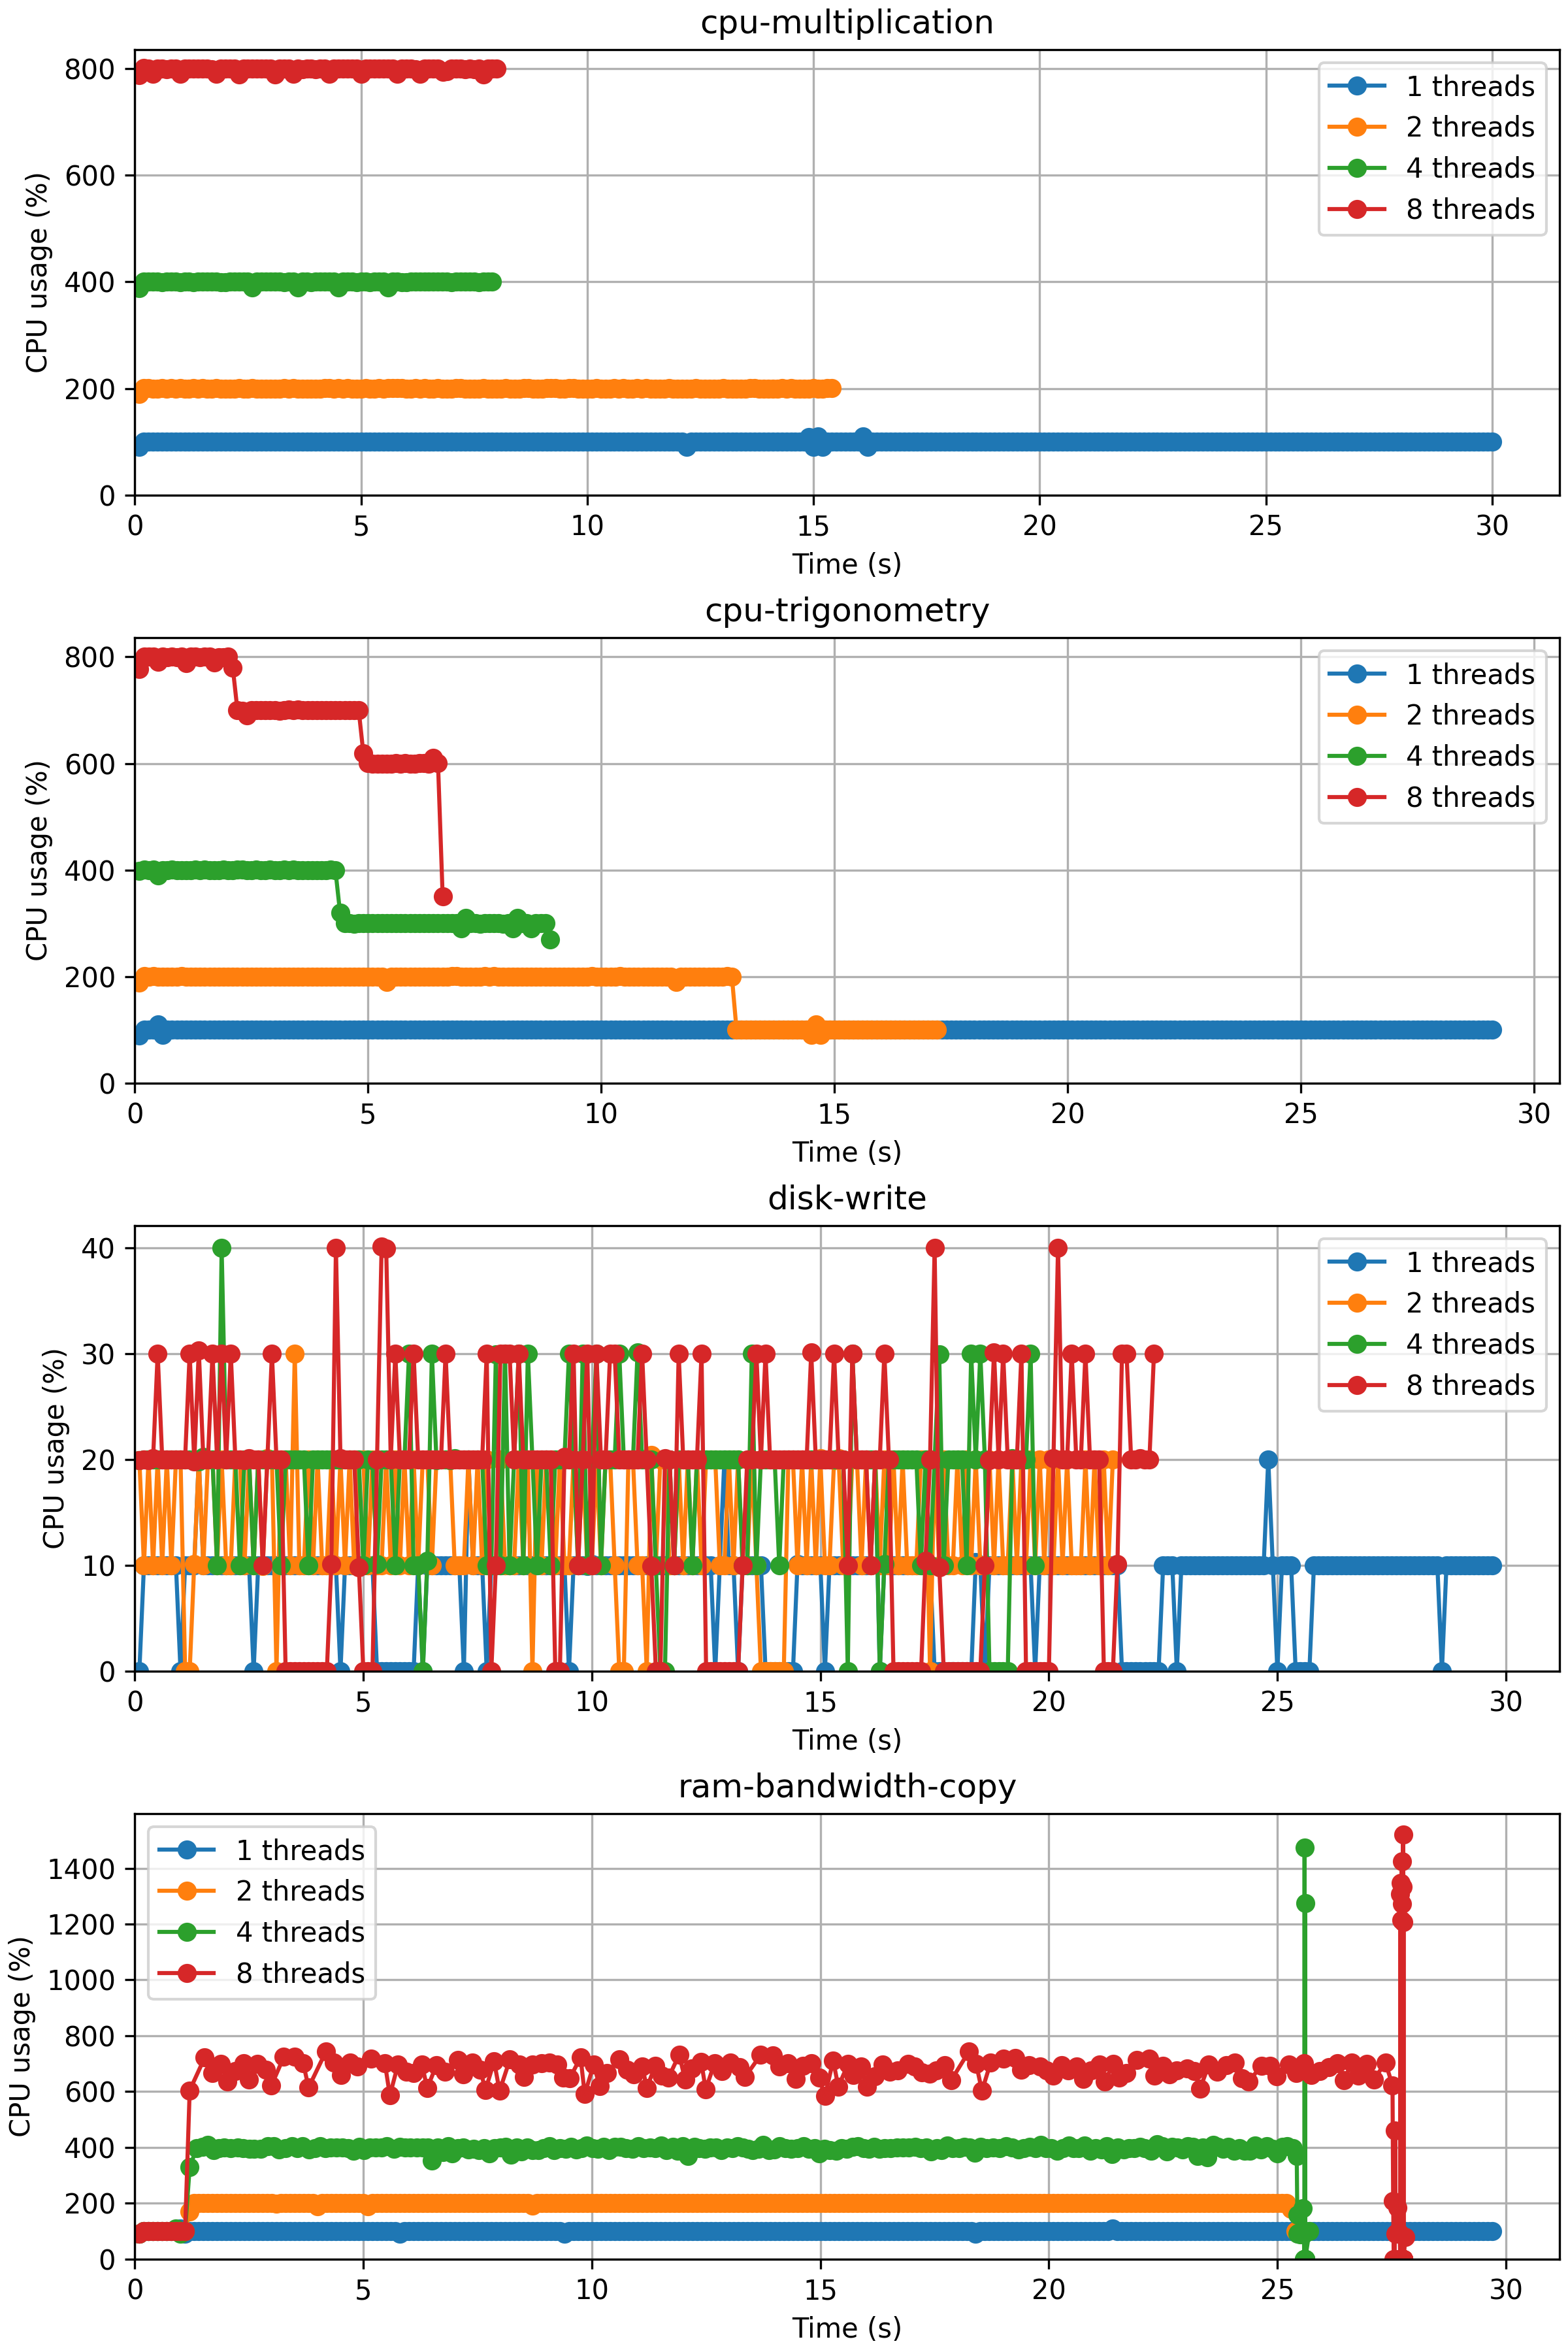 cpu-multiplication
800
600
400
200
0
CPU usage (%)
1 threads
2 threads
4 threads
8 threads
0 5 10 15 20 25 30
Time (s)
cpu-trigonometry
800
600
400
200
0
CPU usage (%)
1 threads
2 threads
4 threads
8 threads
0 5 10 15 20 25 30
Time (s)
disk-write
40
30
20
10
0
CPU usage (%)
1 threads
2 threads
4 threads
8 threads
0 5 10 15 20 25 30
Time (s)
ram-bandwidth-copy
1400
1200
1000
800
600
400
200
0
CPU usage (%)
1 threads
2 threads
4 threads
8 threads
0 5 10 15 20 25 30
Time (s)